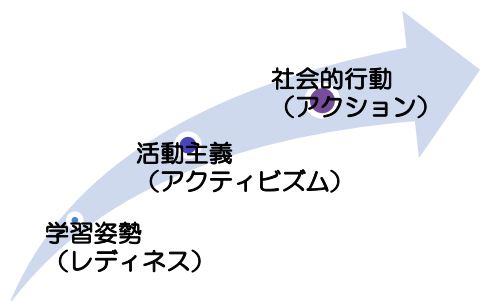 社会的行動
（アクション）
活動主義
（アクティビズム）
学習姿勢
（レディネス）